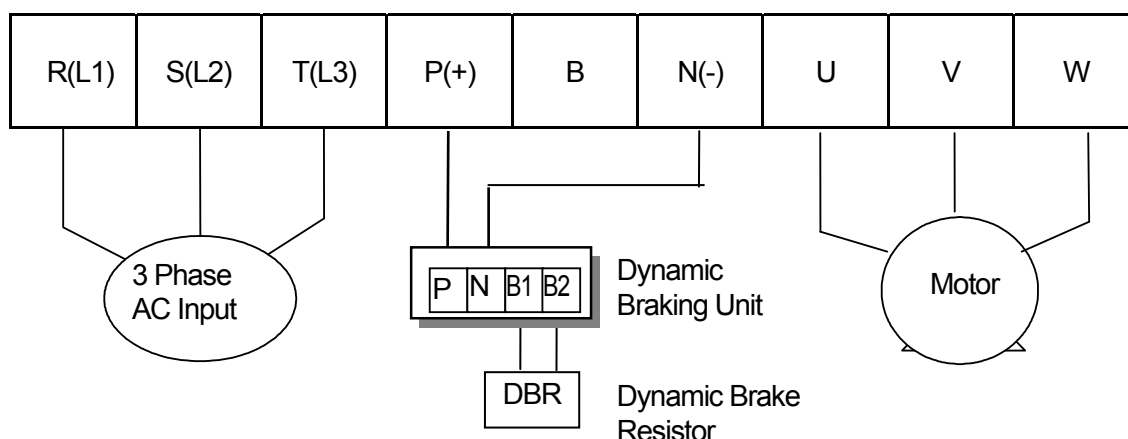 R(L1) S(L2) T(L3) P(+) B N(-) U V W
3 Phase
AC Input
P N B1 B2
Dynamic
Braking Unit
Motor
DBR
Dynamic Brake
Resistor